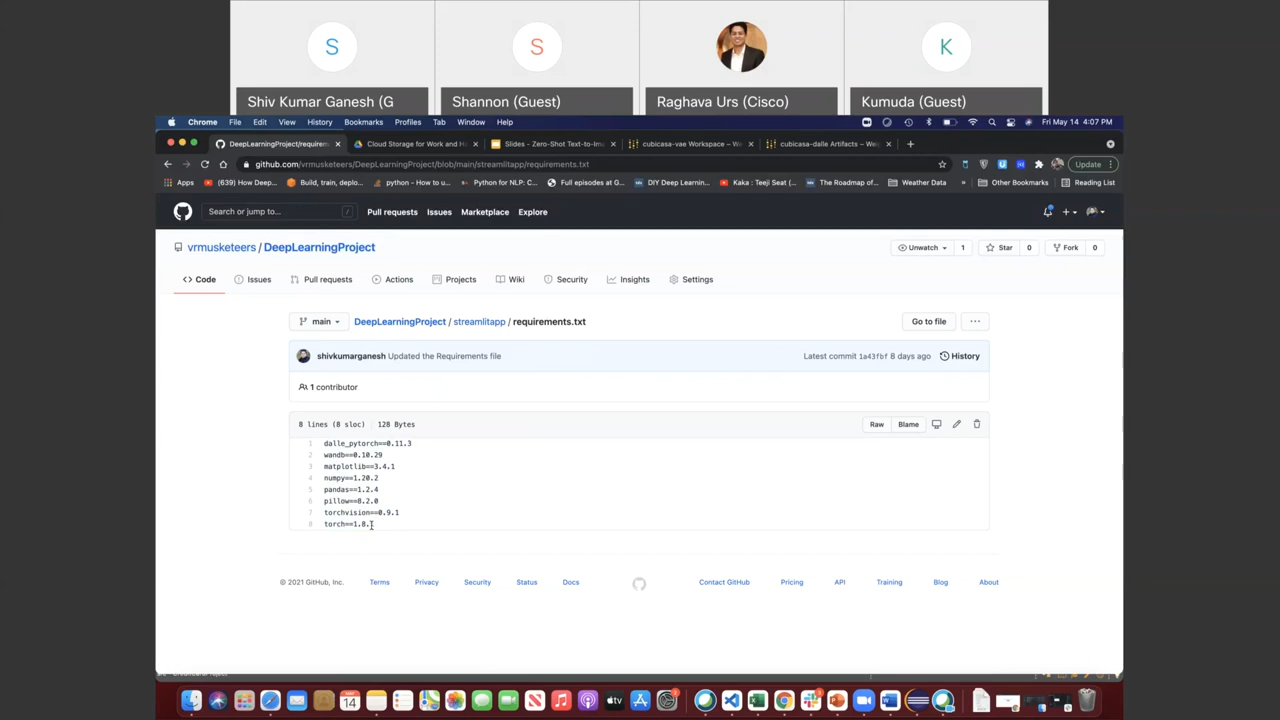 S
S
K
Shiv Kumar Ganesh (G
Shannon (Guest)
Raghava Urs (Cisco)
Kumuda (Guest)
Chrome File Edit View History Bookmarks Profiles Tab Window Help
Fri May 14 4:07 PM
DeepLearningProject/requirem
Cloud Storage for Work and H
Slides - Zero-Shot Text-to-Ima
cubicasa-vae Workspace – We
cubicasa-dalle Artifacts – Wei
github.com/vrmusketeers/DeepLearningProject/blob/main/streamlitapp/requirements.txt
Update
Apps
(639) How Deep...
Build, train, deplo...
python - How to u...
Python for NLP: C...
Full episodes at G...
DIY Deep Learnin...
Kaka : Teeji Seat (...
The Roadmap of...
Weather Data
»
Other Bookmarks
Reading List
Search or jump to...
/
Pull requests Issues Marketplace Explore
vrmusketeers / DeepLearningProject
Unwatch 1
Star 0
Fork 0
Code Issues Pull requests Actions Projects Wiki Security Insights Settings
main
DeepLearningProject / streamlitapp / requirements.txt
Go to file
...
shivkumarganesh Updated the Requirements file
Latest commit 1a43fbf 8 days ago
History
1 contributor
8 lines (8 sloc) 128 Bytes
Raw Blame
1 dalle_pytorch==0.11.3
2 wandb==0.10.29
3 matplotlib==3.4.1
4 numpy==1.20.2
5 pandas==1.2.4
6 pillow==8.2.0
7 torchvision==0.9.1
8 torch==1.8.
© 2021 GitHub, Inc.
Terms Privacy Security Status Docs
Contact GitHub Pricing API Training Blog About